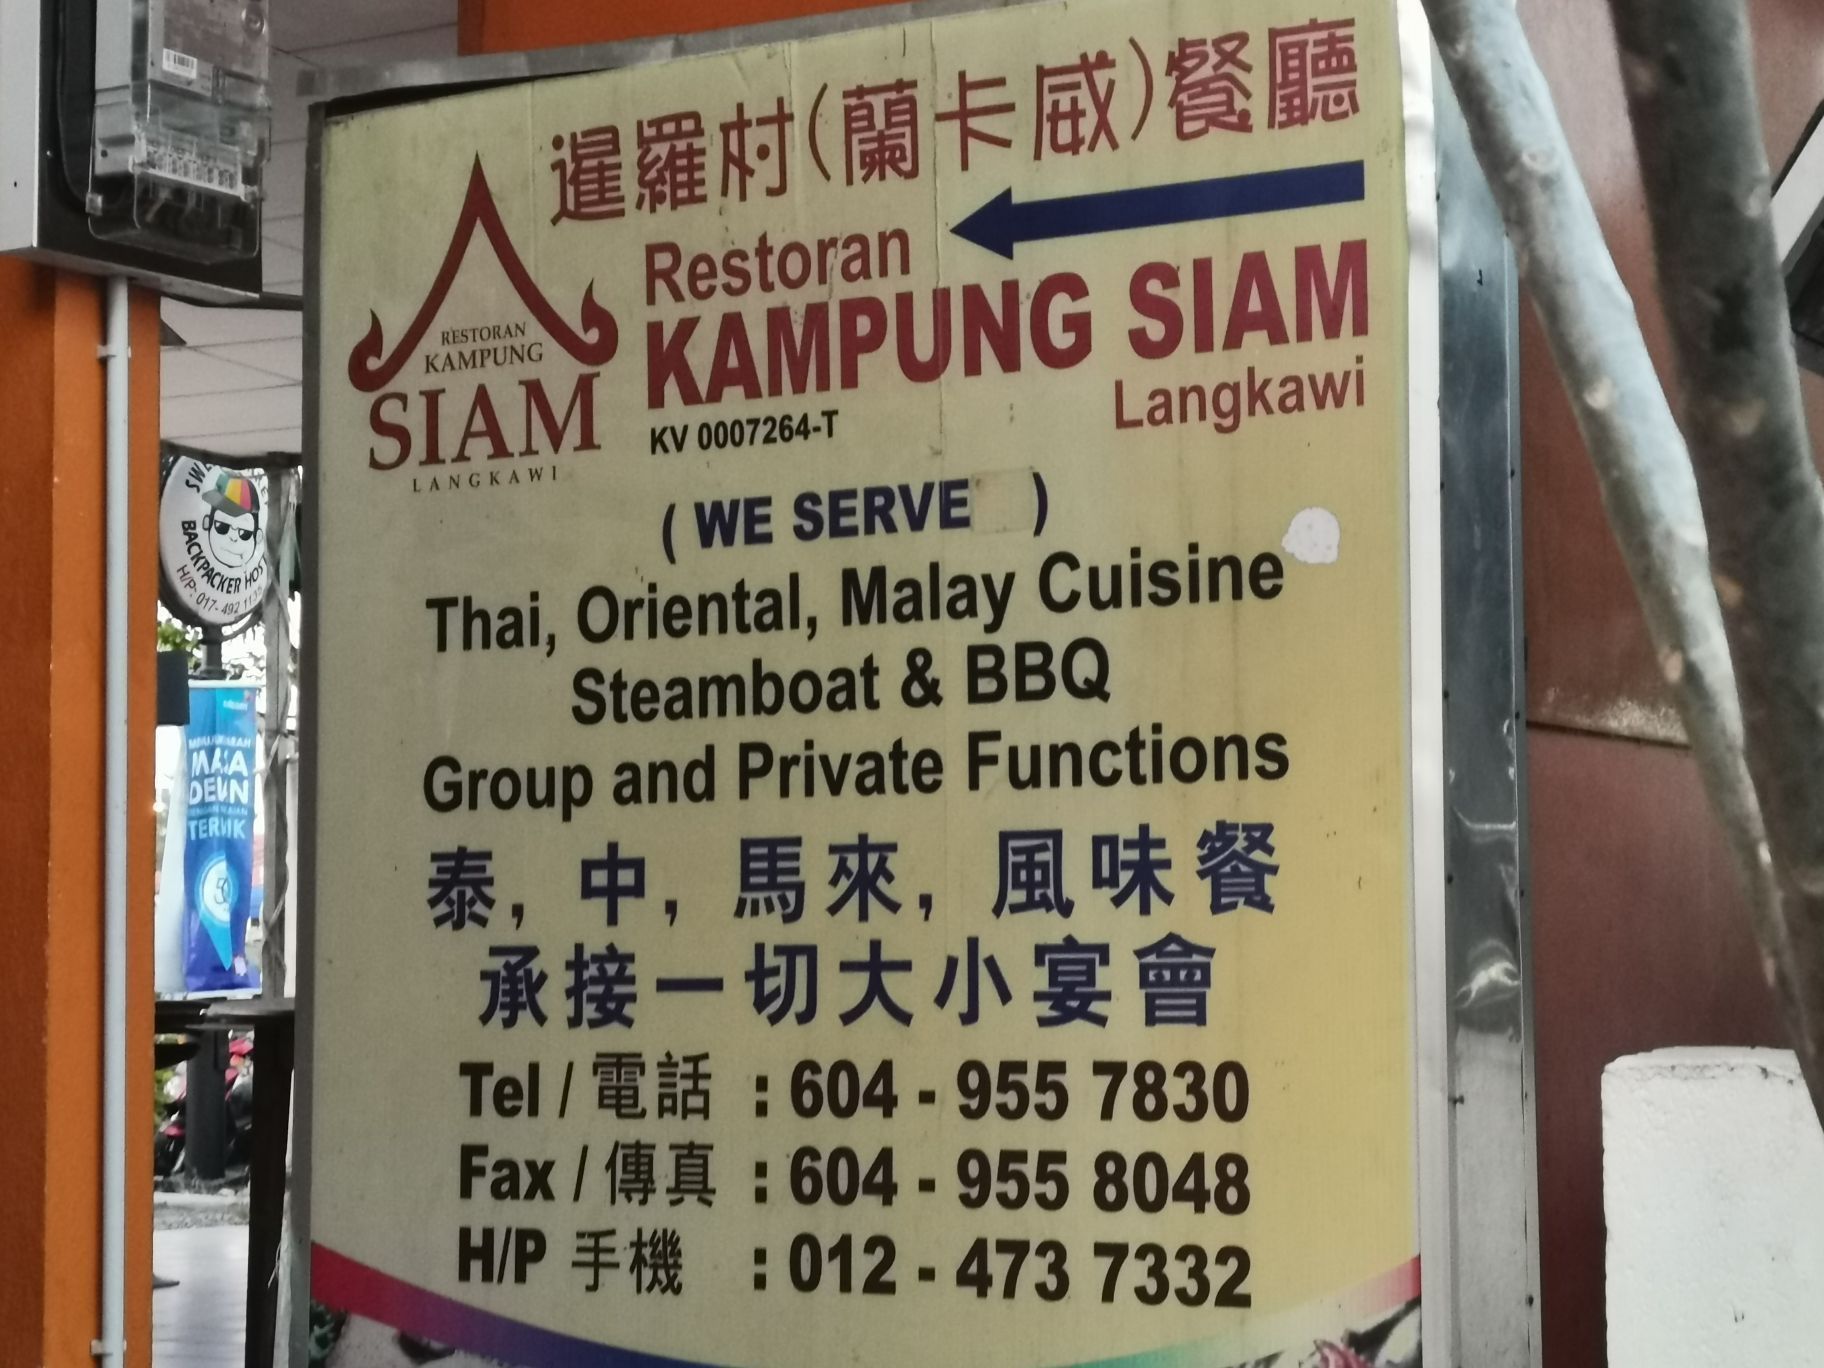 暹羅村(蘭卡威)餐廳
Restoran
KAMPUNG SIAM
Langkawi
KV 0007264-T
RESTORAN
KAMPUNG
SIAM
LANGKAWI
( WE SERVE )
Thai, Oriental, Malay Cuisine
Steamboat & BBQ
Group and Private Functions
泰, 中, 馬來, 風味餐
承接一切大小宴會
Tel / 電話 : 604 - 955 7830
Fax / 傳真 : 604 - 955 8048
H/P 手機 : 012 - 473 7332
BACKPACKER
H/P: 017- 492